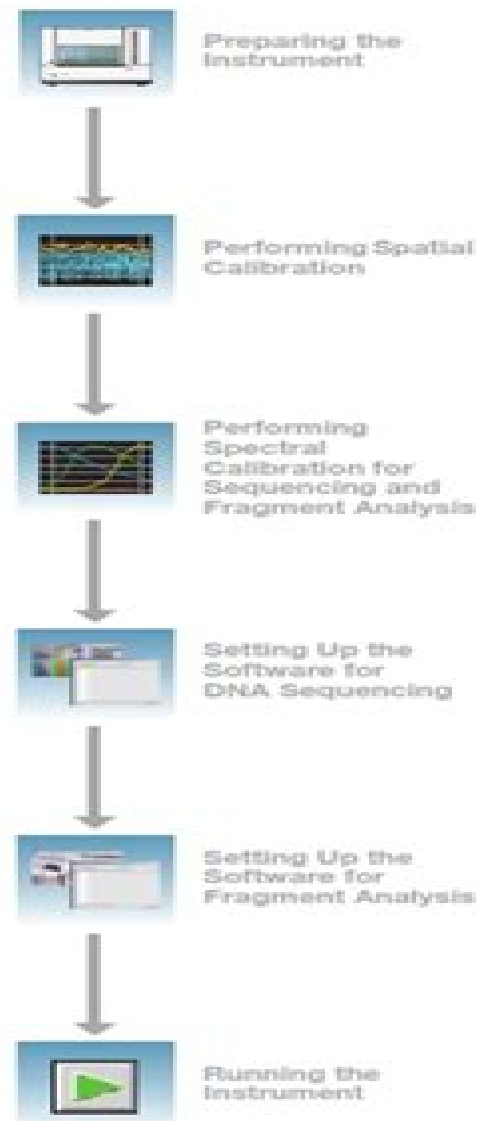 Preparing the
Instrument
Performing Spatial
Calibration
Performing
Spectral
Calibration for
Sequencing and
Fragment Analysis
Setting Up the
Software for
DNA Sequencing
Setting Up the
Software for
Fragment Analysis
Running the
Instrument